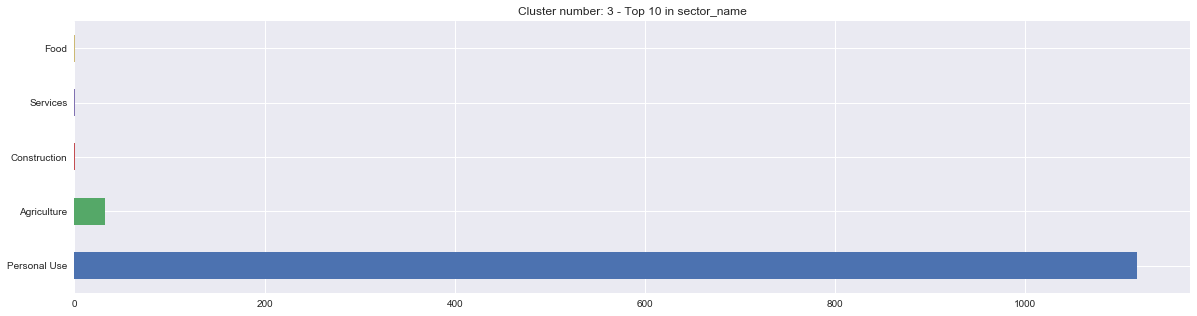 Cluster number: 3 - Top 10 in sector_name
Food
Services
Construction
Agriculture
Personal Use
0 200 400 600 800 1000